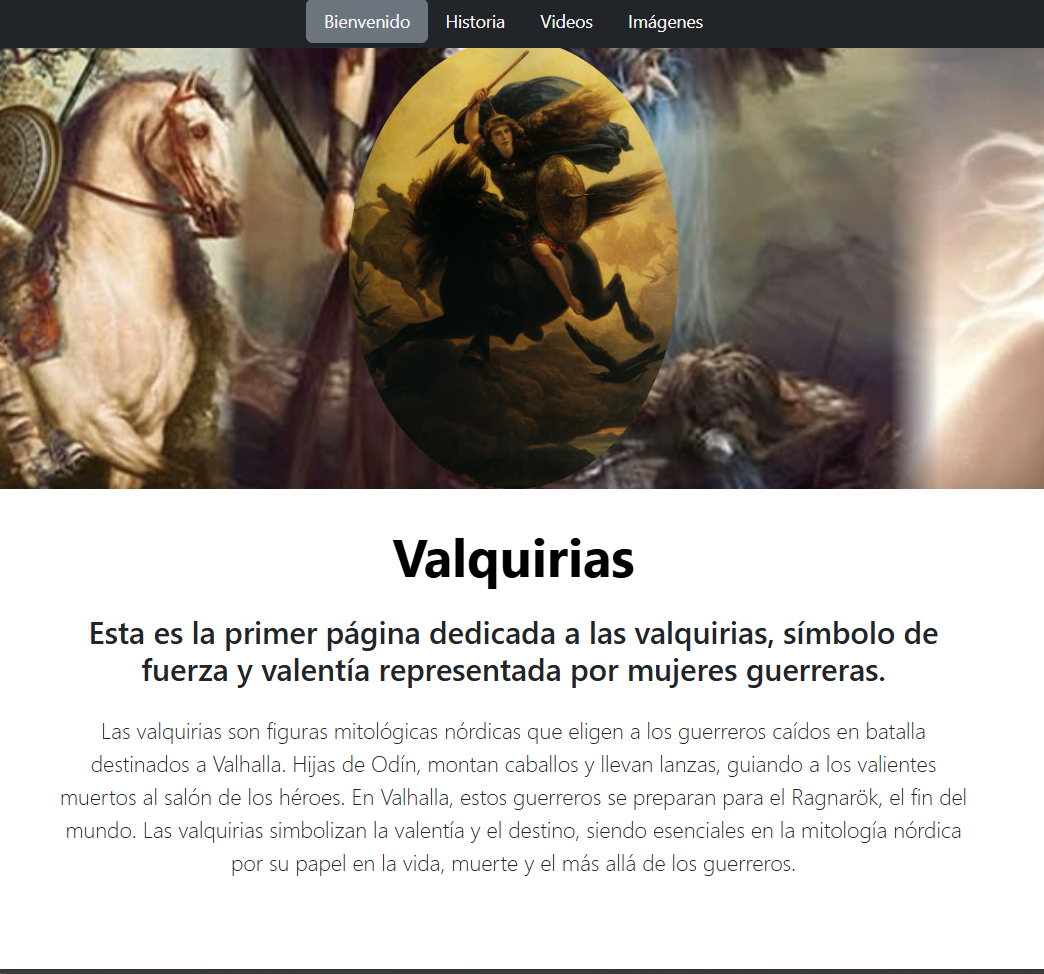 Bienvenido Historia Videos Imágenes
Valquirias
Esta es la primer página dedicada a las valquirias, símbolo de
fuerza y valentía representada por mujeres guerreras.
Las valquirias son figuras mitológicas nórdicas que eligen a los guerreros caídos en batalla
destinados a Valhalla. Hijas de Odín, montan caballos y llevan lanzas, guiando a los valientes
muertos al salón de los héroes. En Valhalla, estos guerreros se preparan para el Ragnarök, el fin del
mundo. Las valquirias simbolizan la valentía y el destino, siendo esenciales en la mitología nórdica
por su papel en la vida, muerte y el más allá de los guerreros.